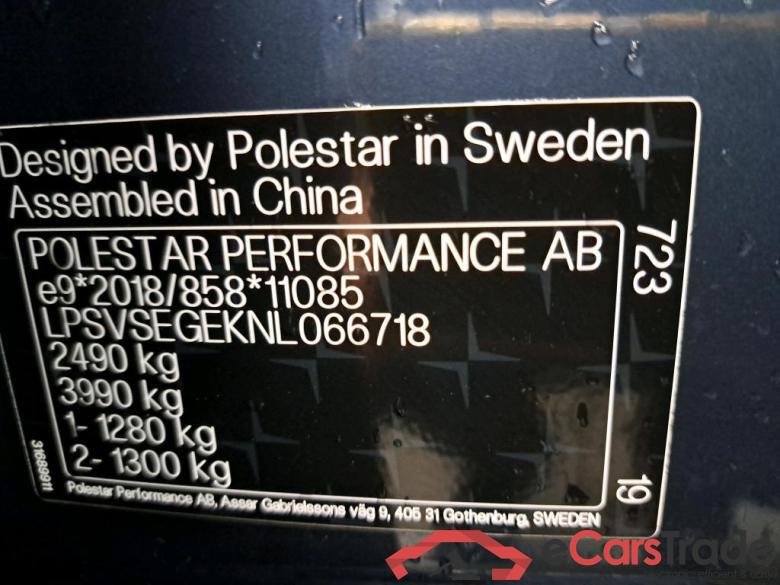 Designed by Polestar in Sweden
Assembled in China
POLESTAR PERFORMANCE AB
e9*2018/858*11085
LPSVSEGEKNL066718
2490 kg
3990 kg
1- 1280 kg
2- 1300 kg
723
19
31689911
Polestar Performance AB, Assar Gabrielssons väg 9, 405 31 Gothenburg, SWEDEN
eCarsTrade